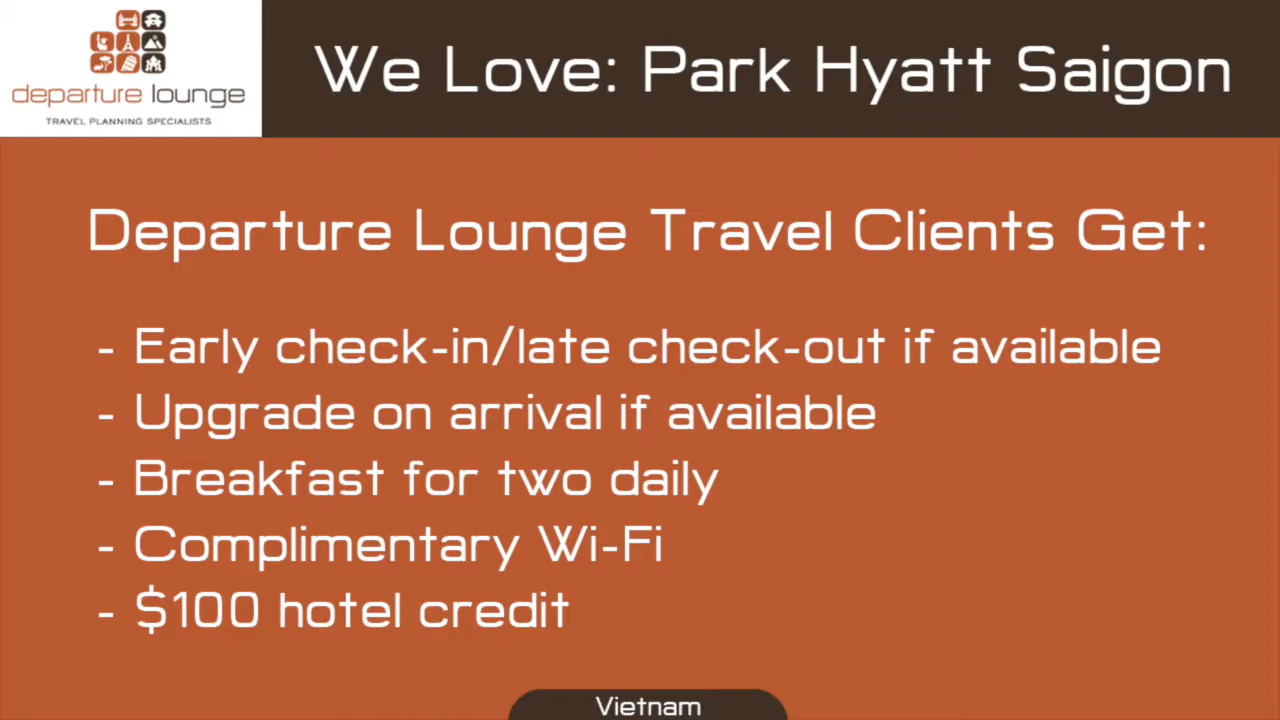 departure lounge
TRAVEL PLANNING SPECIALISTS
We Love: Park Hyatt Saigon
Departure Lounge Travel Clients Get:
- Early check-in/late check-out if available
- Upgrade on arrival if available
- Breakfast for two daily
- Complimentary Wi-Fi
- $100 hotel credit
Vietnam